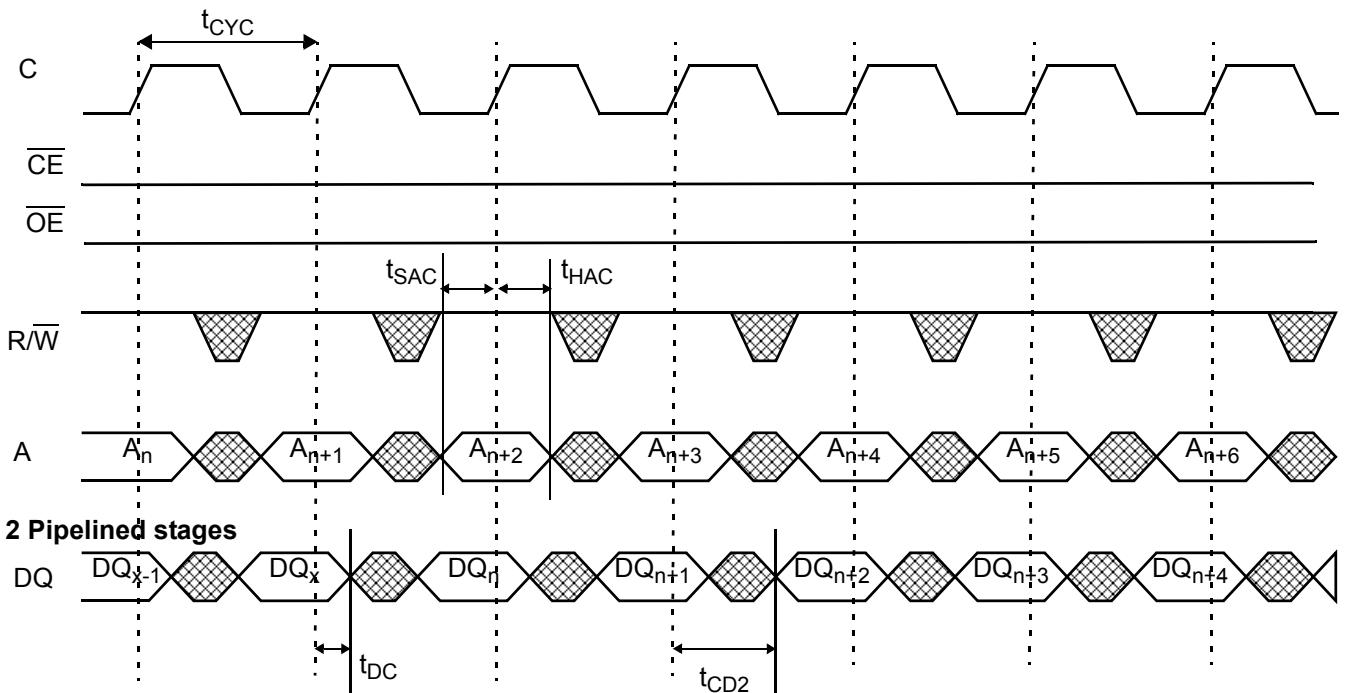 tCYC
C
CE
OE
tSAC tHAC
R/W
A An An+1 An+2 An+3 An+4 An+5 An+6
2 Pipelined stages
DQ DQx-1 DQx DQn DQn+1 DQn+2 DQn+3 DQn+4
tDC tCD2